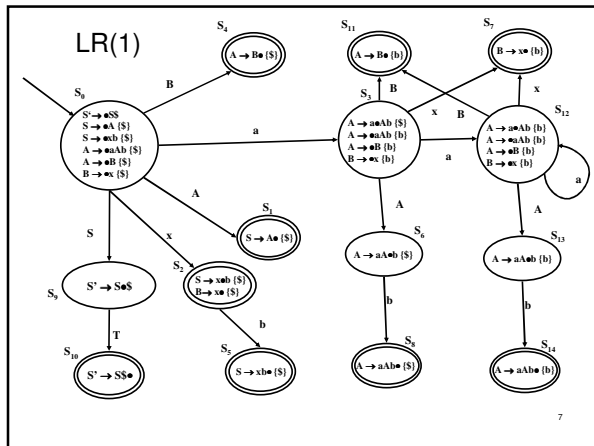 LR(1)
S4
A → B● {$}
S11
A → B● {b}
S7
B → x● {b}
S0
S' → ●S$
S → ●A {$}
S → ●xb {$}
A → ●aAb {$}
A → ●B {$}
B → ●x {$}
B
a
A
x
S
S3
A → a●Ab {$}
A → ●aAb {b}
A → ●B {b}
B → ●x {b}
B
x
a
A
S12
A → a●Ab {b}
A → ●aAb {b}
A → ●B {b}
B → ●x {b}
B
x
a
A
S1
S → A● {$}
S6
A → aA●b {$}
S13
A → aA●b {b}
S9
S' → S●$
S2
S → x●b {$}
B → x● {$}
T
b
b
b
S10
S' → S$●
S5
S → xb● {$}
S8
A → aAb● {$}
S14
A → aAb● {b}
7